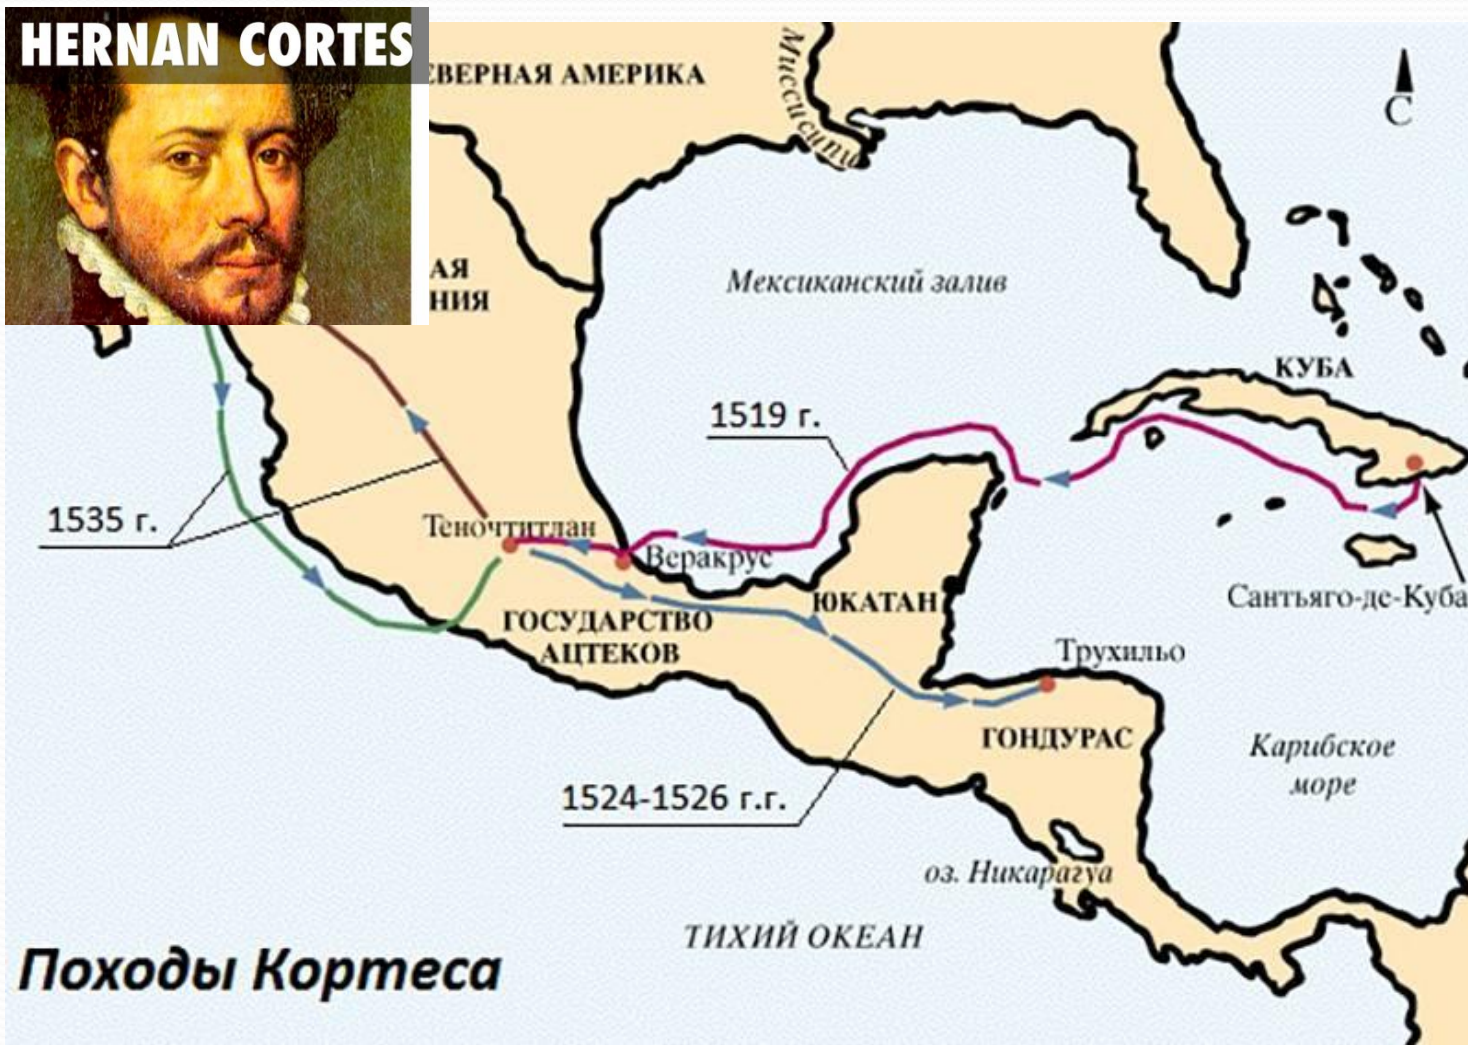 HERNAN CORTES
ЕВЕРНАЯ АМЕРИКА
Миссисипи
С
АЯ
НИЯ
Мексиканский залив
КУБА
1519 г.
1535 г.
Теночтитлан
Веракрус
Сантьяго-де-Куба
ЮКАТАН
ГОСУДАРСТВО
АЦТЕКОВ
Трухильо
ГОНДУРАС
Карибское
море
1524-1526 г.г.
оз. Никарагуа
ТИХИЙ ОКЕАН
Походы Кортеса